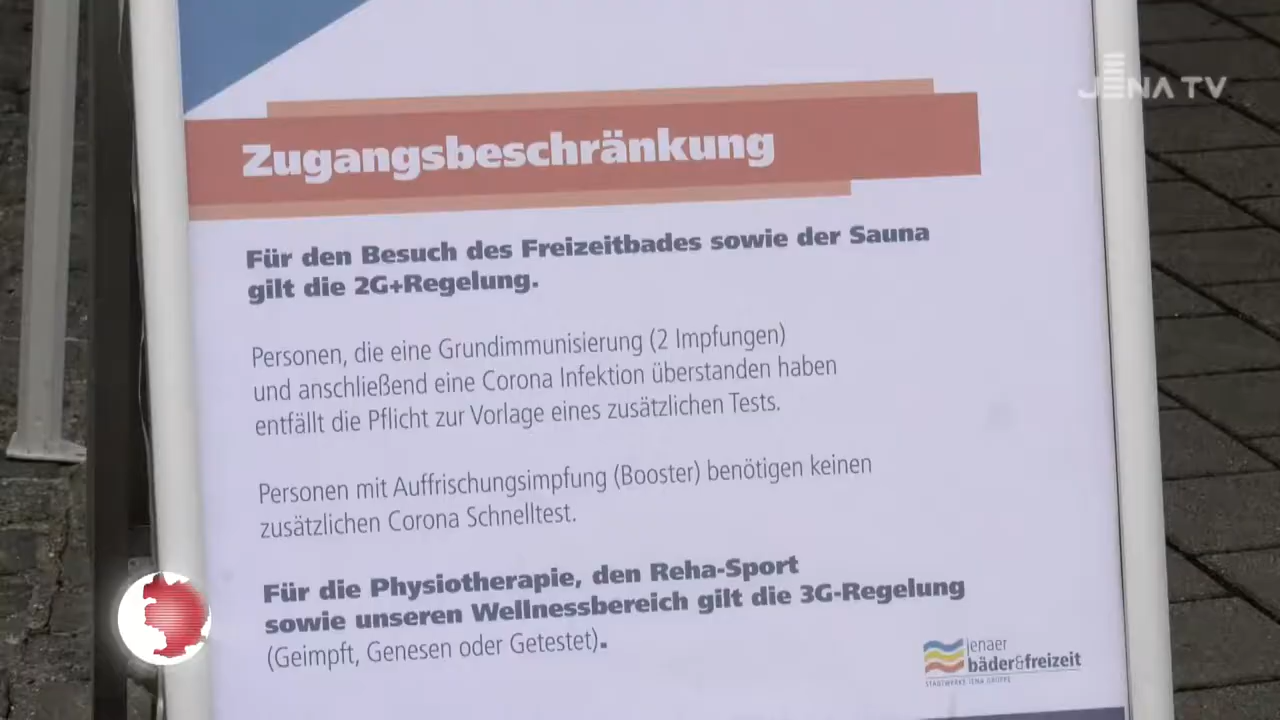 JENA TV
Zugangsbeschränkung
Für den Besuch des Freizeitbades sowie der Sauna
gilt die 2G+Regelung.
Personen, die eine Grundimmunisierung (2 Impfungen)
und anschließend eine Corona Infektion überstanden haben
entfällt die Pflicht zur Vorlage eines zusätzlichen Tests.
Personen mit Auffrischungsimpfung (Booster) benötigen keinen
zusätzlichen Corona Schnelltest.
Für die Physiotherapie, den Reha-Sport
sowie unseren Wellnessbereich gilt die 3G-Regelung
(Geimpft, Genesen oder Getestet).
jenaer
bäder&freizeit
STADTWERKE JENA GRUPPE